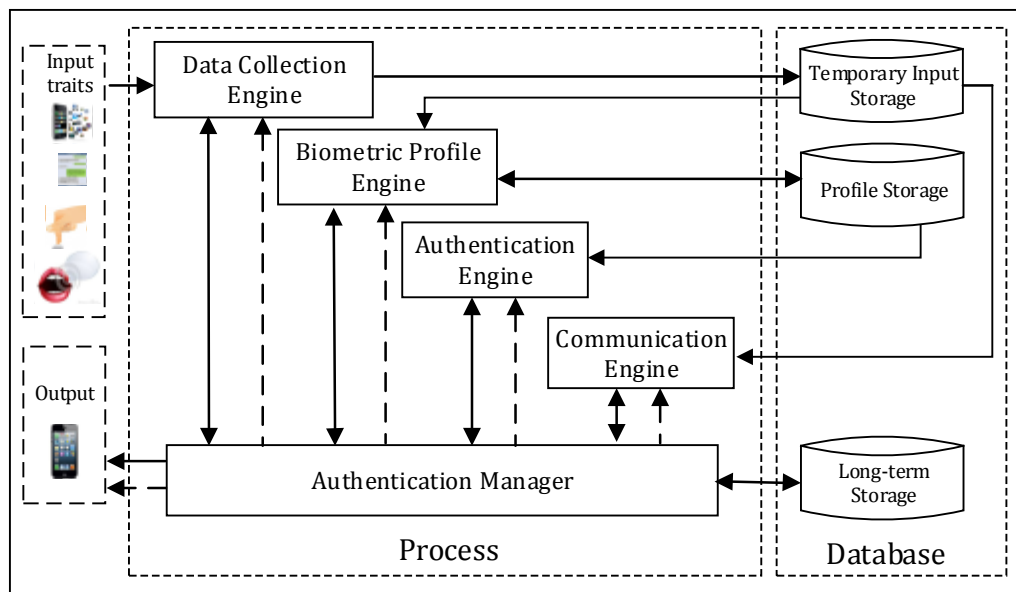 Input
traits
Data Collection
Engine
Temporary Input
Storage
Biometric Profile
Engine
Profile Storage
Authentication
Engine
Communication
Engine
Output
Authentication Manager
Long-term
Storage
Process
Database